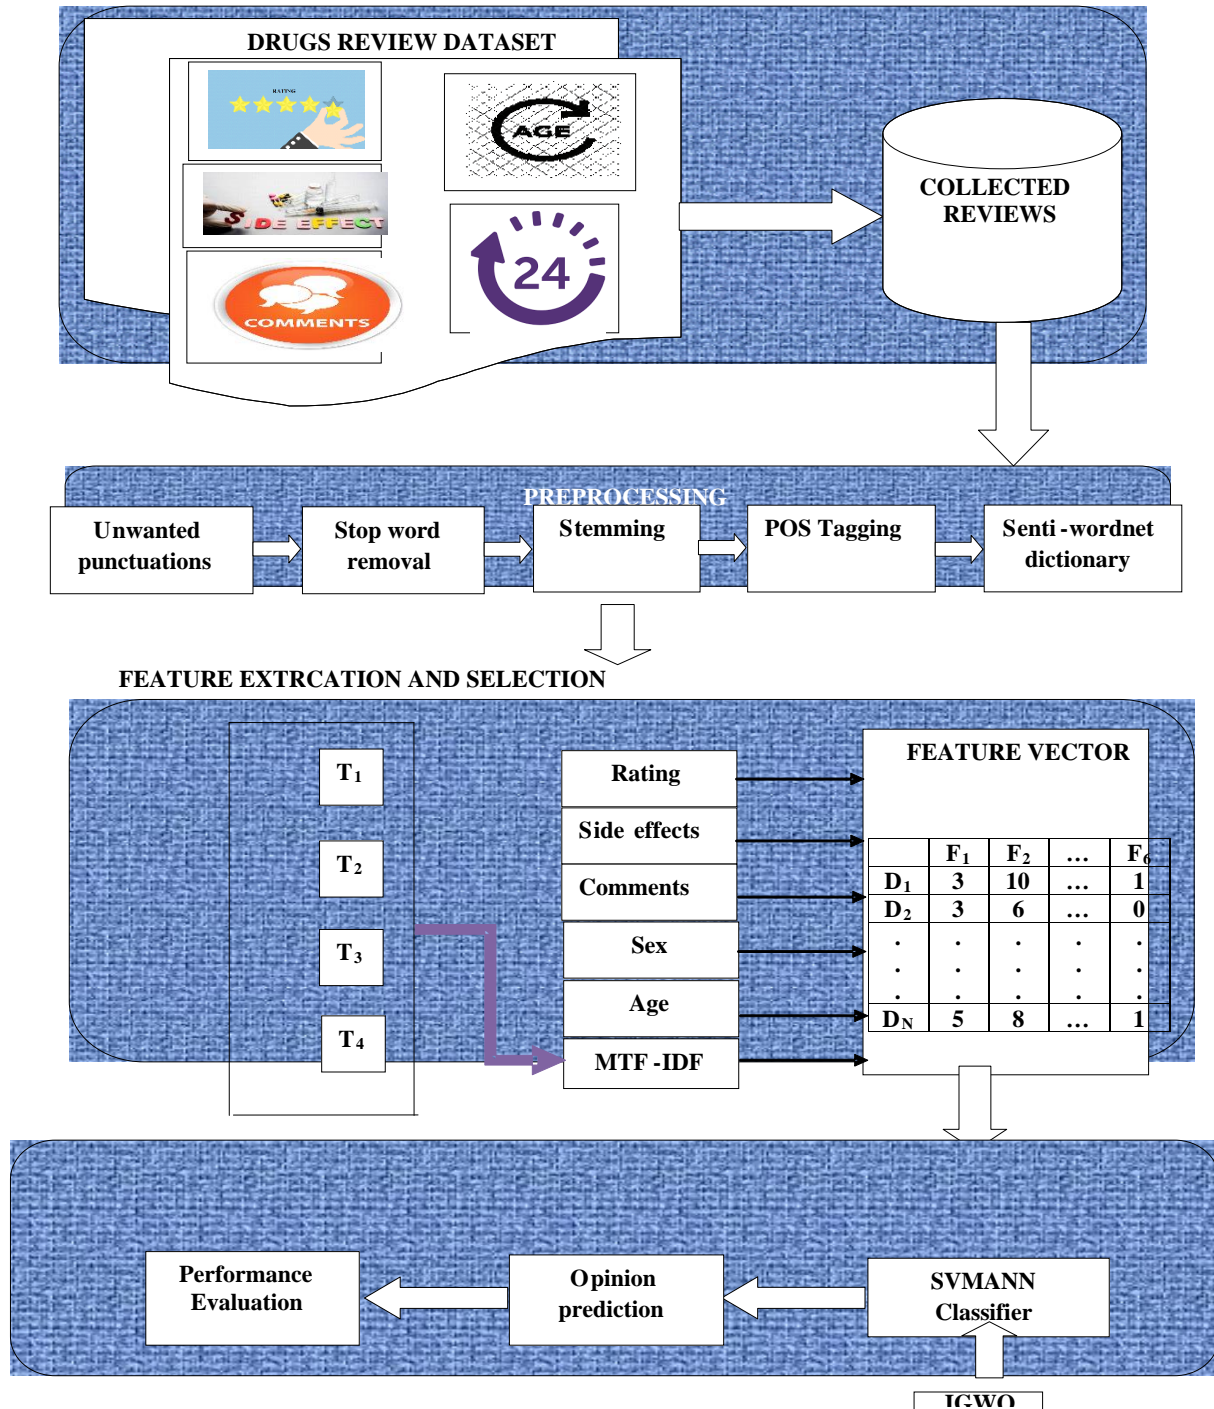 DRUGS REVIEW DATASET
RATING
AGE
SIDE EFFECT
24
COMMENTS
COLLECTED
REVIEWS
PREPROCESSING
Unwanted
punctuations
Stop word
removal
Stemming
POS Tagging
Senti -wordnet
dictionary
FEATURE EXTRCATION AND SELECTION
T1
T2
T3
T4
Rating
Side effects
Comments
Sex
Age
MTF -IDF
FEATURE VECTOR
F1 F2 ... F6
D1 3 10 ... 1
D2 3 6 ... 0
. . . . .
. . . . .
. . . . .
DN 5 8 ... 1
Performance
Evaluation
Opinion
prediction
SVMANN
Classifier
IGWO